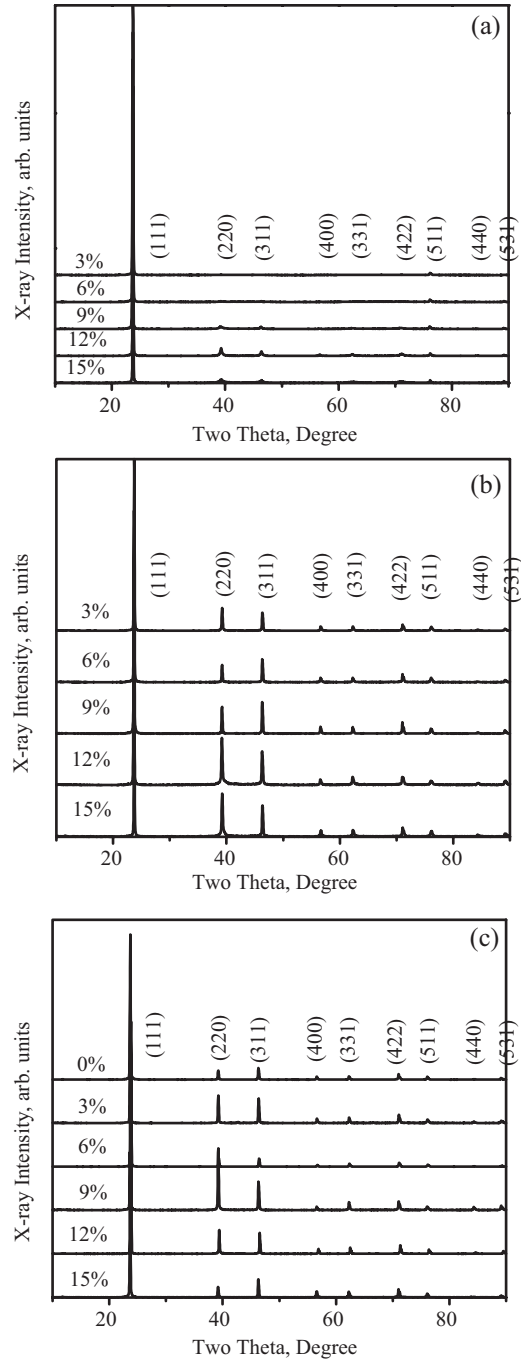 (a)
X-ray Intensity, arb. units
(111) (220) (311) (400) (331) (422) (511) (440) (531)
3%
6%
9%
12%
15%
20 40 60 80
Two Theta, Degree
(b)
X-ray Intensity, arb. units
(111) (220) (311) (400) (331) (422) (511) (440) (531)
3%
6%
9%
12%
15%
20 40 60 80
Two Theta, Degree
(c)
X-ray Intensity, arb. units
(111) (220) (311) (400) (331) (422) (511) (440) (531)
0%
3%
6%
9%
12%
15%
20 40 60 80
Two Theta, Degree